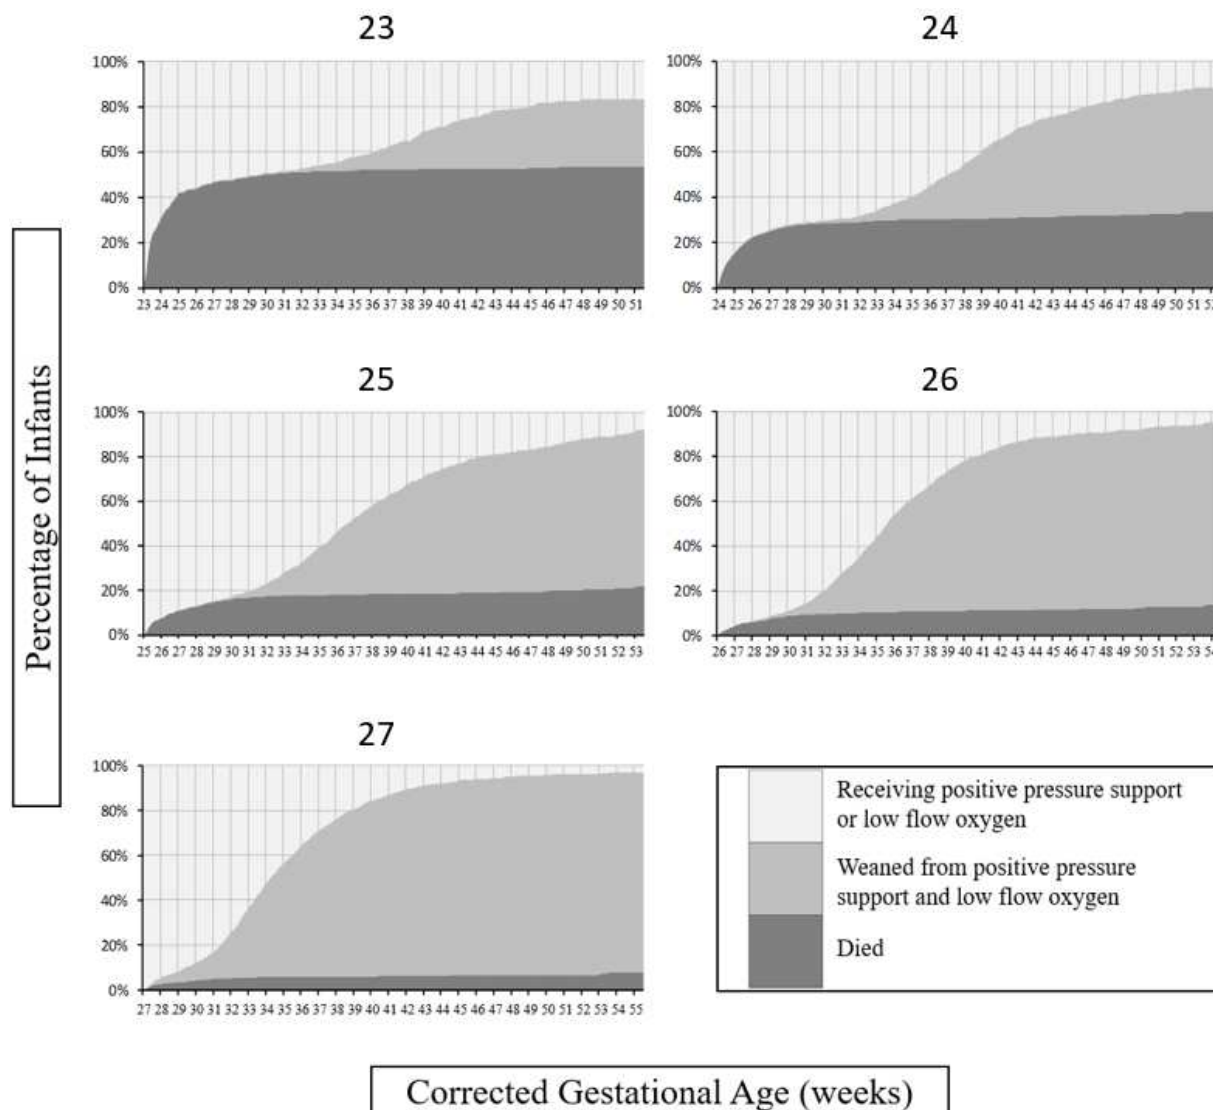 23
100%
80%
60%
40%
20%
0%
23 24 25 26 27 28 29 30 31 32 33 34 35 36 37 38 39 40 41 42 43 44 45 46 47 48 49 50 51
24
100%
80%
60%
40%
20%
0%
24 25 26 27 28 29 30 31 32 33 34 35 36 37 38 39 40 41 42 43 44 45 46 47 48 49 50 51 52
Percentage of Infants
25
100%
80%
60%
40%
20%
0%
25 26 27 28 29 30 31 32 33 34 35 36 37 38 39 40 41 42 43 44 45 46 47 48 49 50 51 52 53
26
100%
80%
60%
40%
20%
0%
26 27 28 29 30 31 32 33 34 35 36 37 38 39 40 41 42 43 44 45 46 47 48 49 50 51 52 53 54
27
100%
80%
60%
40%
20%
0%
27 28 29 30 31 32 33 34 35 36 37 38 39 40 41 42 43 44 45 46 47 48 49 50 51 52 53 54 55
Receiving positive pressure support
or low flow oxygen
Weaned from positive pressure
support and low flow oxygen
Died
Corrected Gestational Age (weeks)